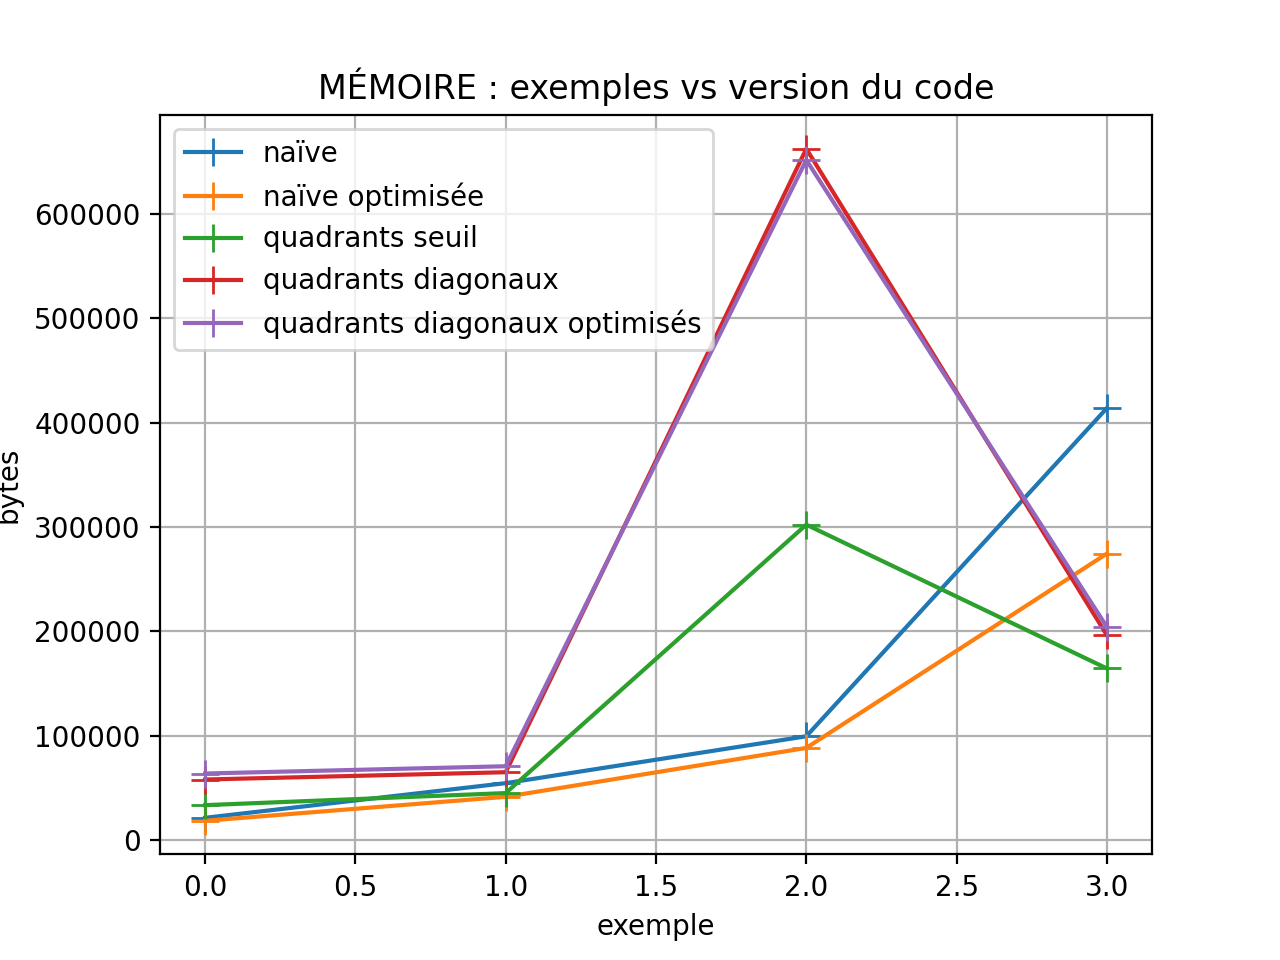 MÉMOIRE : exemples vs version du code
naïve
naïve optimisée
quadrants seuil
quadrants diagonaux
quadrants diagonaux optimisés
600000
500000
400000
300000
200000
100000
0
bytes
0.0 0.5 1.0 1.5 2.0 2.5 3.0
exemple